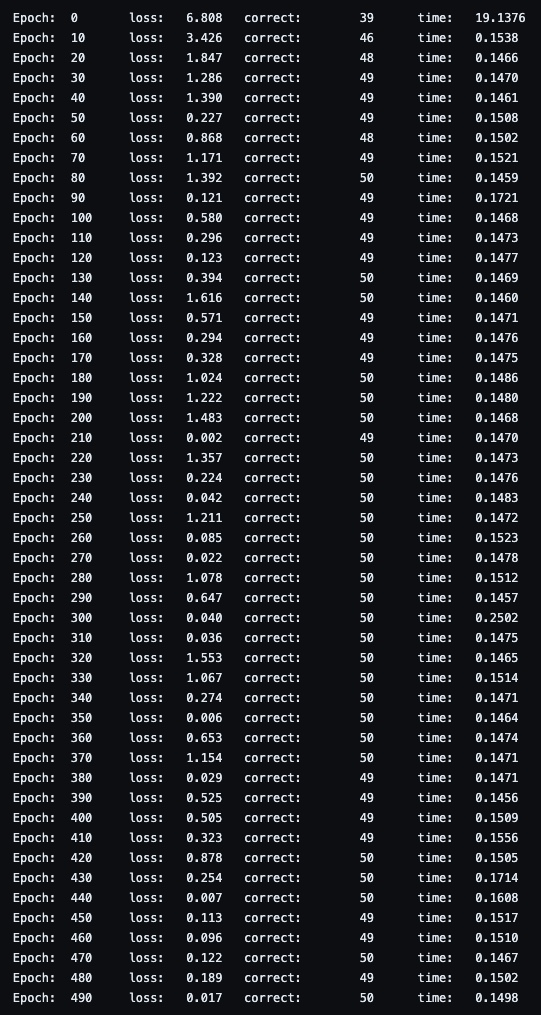 Epoch: 0 loss: 6.808 correct: 39 time: 19.1376
Epoch: 10 loss: 3.426 correct: 46 time: 0.1538
Epoch: 20 loss: 1.847 correct: 48 time: 0.1466
Epoch: 30 loss: 1.286 correct: 49 time: 0.1470
Epoch: 40 loss: 1.390 correct: 49 time: 0.1461
Epoch: 50 loss: 0.227 correct: 49 time: 0.1508
Epoch: 60 loss: 0.868 correct: 48 time: 0.1502
Epoch: 70 loss: 1.171 correct: 49 time: 0.1521
Epoch: 80 loss: 1.392 correct: 50 time: 0.1459
Epoch: 90 loss: 0.121 correct: 49 time: 0.1721
Epoch: 100 loss: 0.580 correct: 49 time: 0.1468
Epoch: 110 loss: 0.296 correct: 49 time: 0.1473
Epoch: 120 loss: 0.123 correct: 49 time: 0.1477
Epoch: 130 loss: 0.394 correct: 50 time: 0.1469
Epoch: 140 loss: 1.616 correct: 50 time: 0.1460
Epoch: 150 loss: 0.571 correct: 49 time: 0.1471
Epoch: 160 loss: 0.294 correct: 49 time: 0.1476
Epoch: 170 loss: 0.328 correct: 49 time: 0.1475
Epoch: 180 loss: 1.024 correct: 50 time: 0.1486
Epoch: 190 loss: 1.222 correct: 50 time: 0.1480
Epoch: 200 loss: 1.483 correct: 50 time: 0.1468
Epoch: 210 loss: 0.002 correct: 49 time: 0.1470
Epoch: 220 loss: 1.357 correct: 50 time: 0.1473
Epoch: 230 loss: 0.224 correct: 50 time: 0.1476
Epoch: 240 loss: 0.042 correct: 50 time: 0.1483
Epoch: 250 loss: 1.211 correct: 50 time: 0.1472
Epoch: 260 loss: 0.085 correct: 50 time: 0.1523
Epoch: 270 loss: 0.022 correct: 50 time: 0.1478
Epoch: 280 loss: 1.078 correct: 50 time: 0.1512
Epoch: 290 loss: 0.647 correct: 50 time: 0.1457
Epoch: 300 loss: 0.040 correct: 50 time: 0.2502
Epoch: 310 loss: 0.036 correct: 50 time: 0.1475
Epoch: 320 loss: 1.553 correct: 50 time: 0.1465
Epoch: 330 loss: 1.067 correct: 50 time: 0.1514
Epoch: 340 loss: 0.274 correct: 50 time: 0.1471
Epoch: 350 loss: 0.006 correct: 50 time: 0.1464
Epoch: 360 loss: 0.653 correct: 50 time: 0.1474
Epoch: 370 loss: 1.154 correct: 50 time: 0.1471
Epoch: 380 loss: 0.029 correct: 49 time: 0.1471
Epoch: 390 loss: 0.525 correct: 49 time: 0.1456
Epoch: 400 loss: 0.505 correct: 49 time: 0.1509
Epoch: 410 loss: 0.323 correct: 49 time: 0.1556
Epoch: 420 loss: 0.878 correct: 50 time: 0.1505
Epoch: 430 loss: 0.254 correct: 50 time: 0.1714
Epoch: 440 loss: 0.007 correct: 50 time: 0.1608
Epoch: 450 loss: 0.113 correct: 49 time: 0.1517
Epoch: 460 loss: 0.096 correct: 49 time: 0.1510
Epoch: 470 loss: 0.122 correct: 50 time: 0.1467
Epoch: 480 loss: 0.189 correct: 49 time: 0.1502
Epoch: 490 loss: 0.017 correct: 50 time: 0.1498